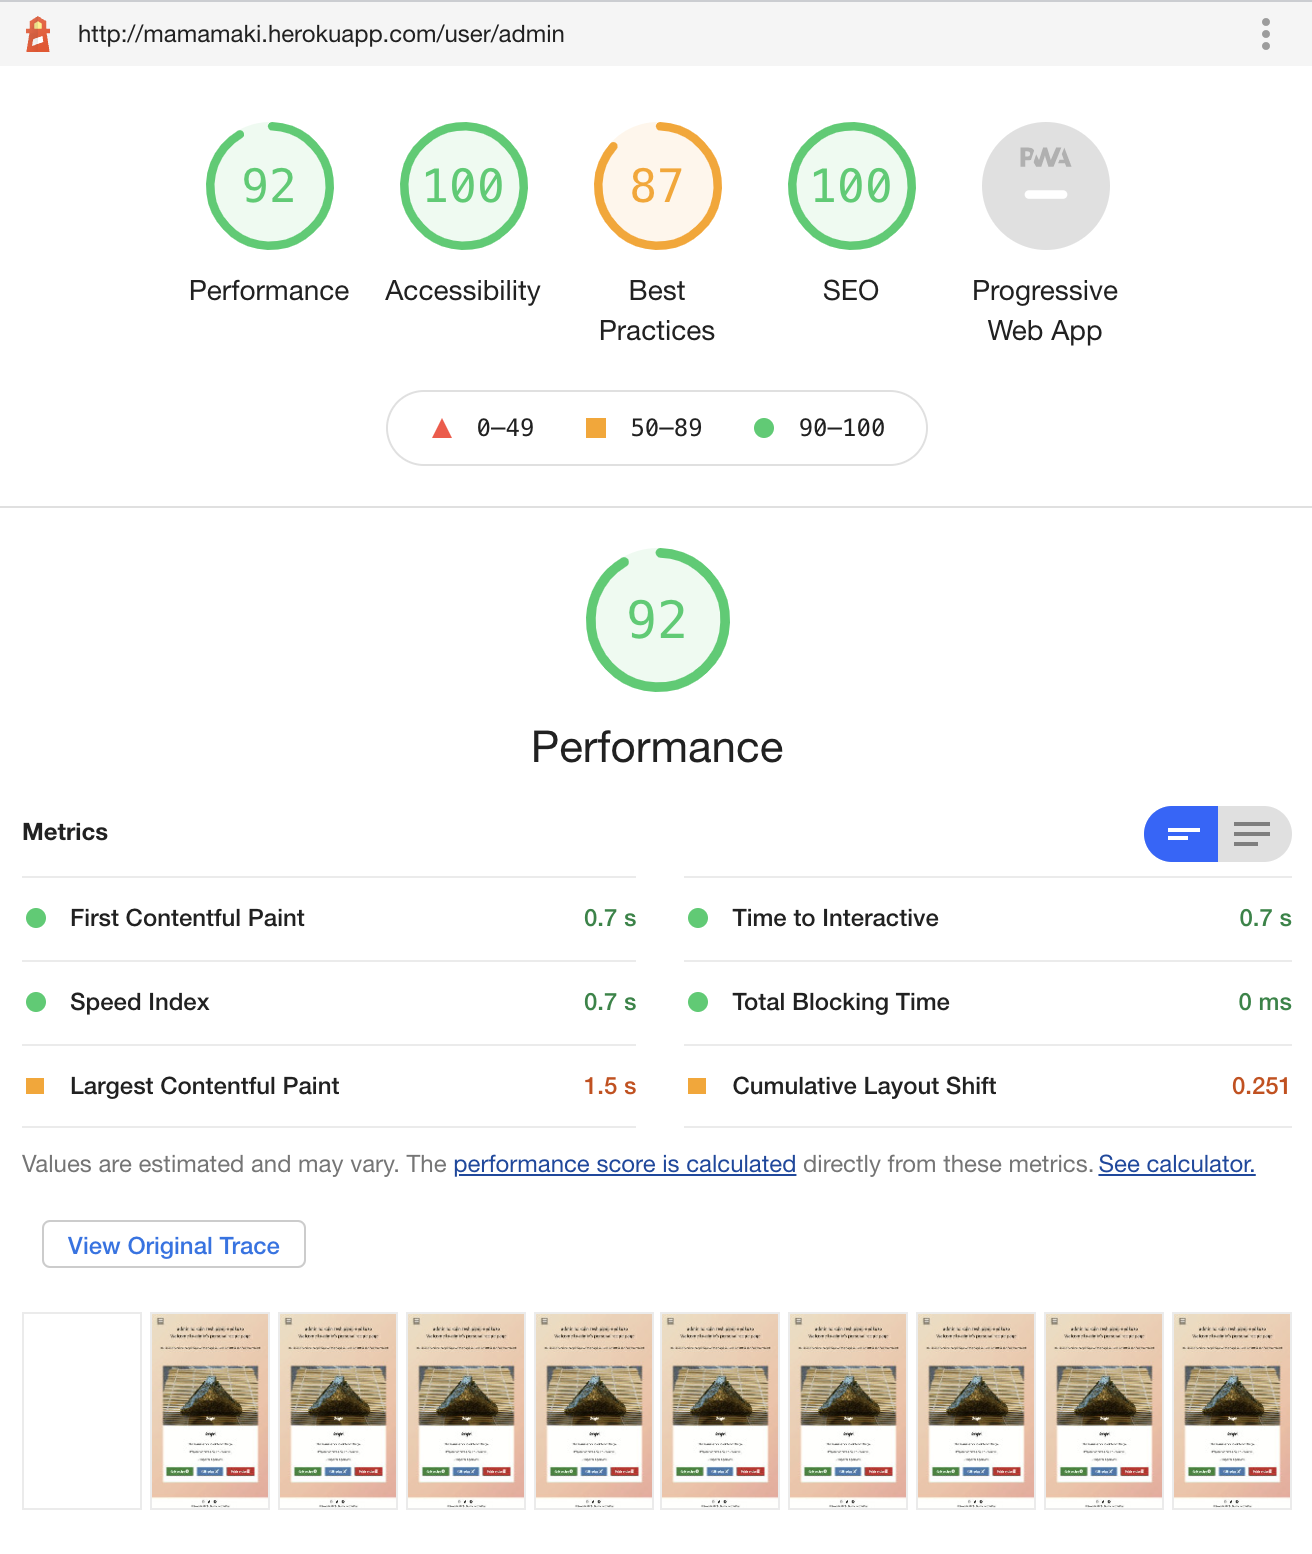 http://mamamaki.herokuapp.com/user/admin
92
100
87
100
PWA
Performance
Accessibility
Best
Practices
SEO
Progressive
Web App
0–49
50–89
90–100
92
Performance
Metrics
First Contentful Paint
0.7 s
Time to Interactive
0.7 s
Speed Index
0.7 s
Total Blocking Time
0 ms
Largest Contentful Paint
1.5 s
Cumulative Layout Shift
0.251
Values are estimated and may vary. The performance score is calculated directly from these metrics. See calculator.
View Original Trace